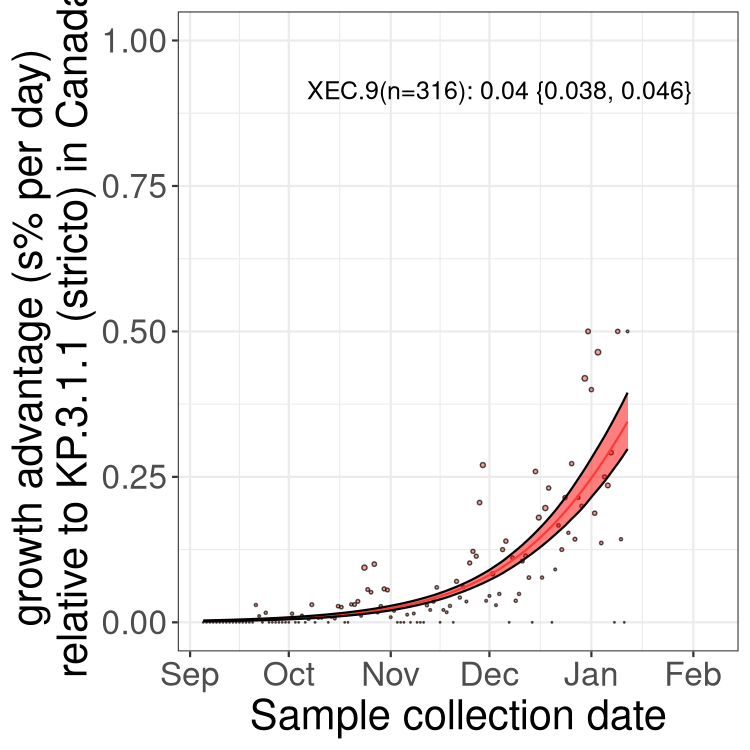 growth advantage (s% per day)
relative to KP.3.1.1 (stricto) in Canada
1.00
0.75
0.50
0.25
0.00
XEC.9(n=316): 0.04 {0.038, 0.046}
Sep Oct Nov Dec Jan Feb
Sample collection date